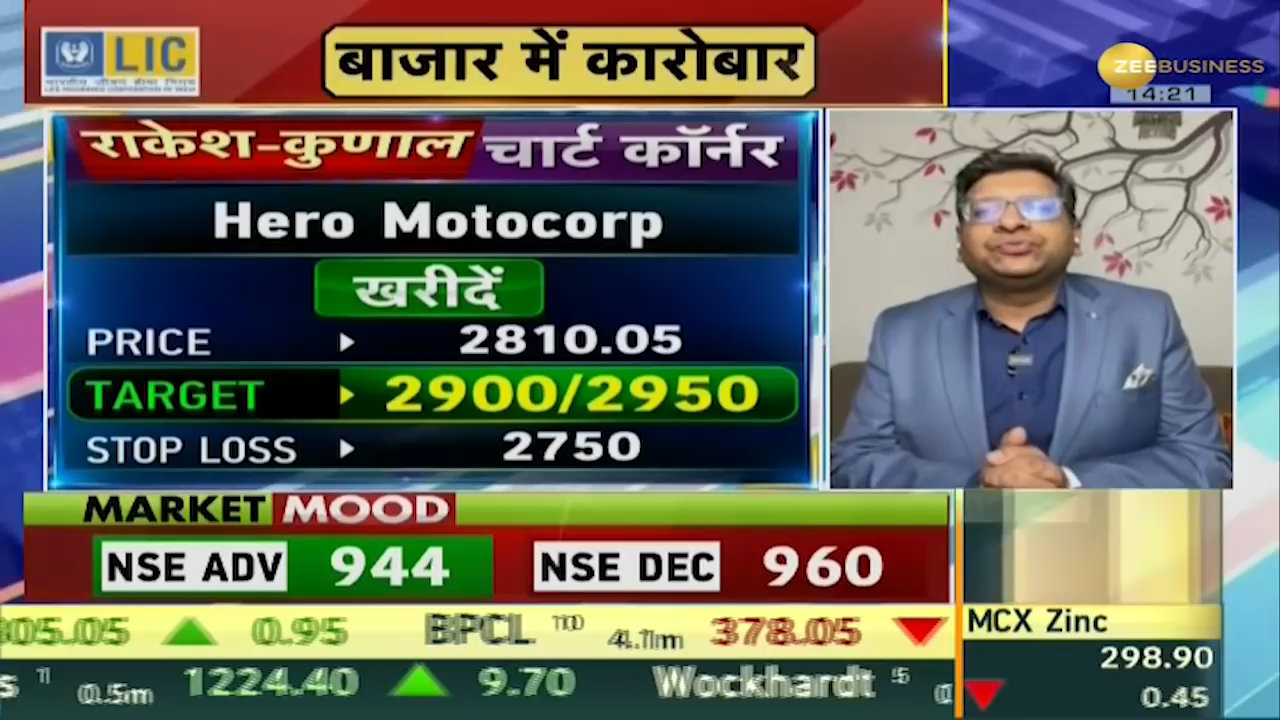 LIC
बाजार में कारोबार
ZEEBUSINESS
14:21
राकेश-कुणाल चार्ट कॉर्नर
Hero Motocorp
खरीदें
PRICE 2810.05
TARGET 2900/2950
STOP LOSS 2750
MARKET MOOD
NSE ADV 944 NSE DEC 960
305.05 0.95 BPCL 4.11m 378.05
0.5m 1224.40 9.70 Wockhardt
MCX Zinc
298.90
0.45